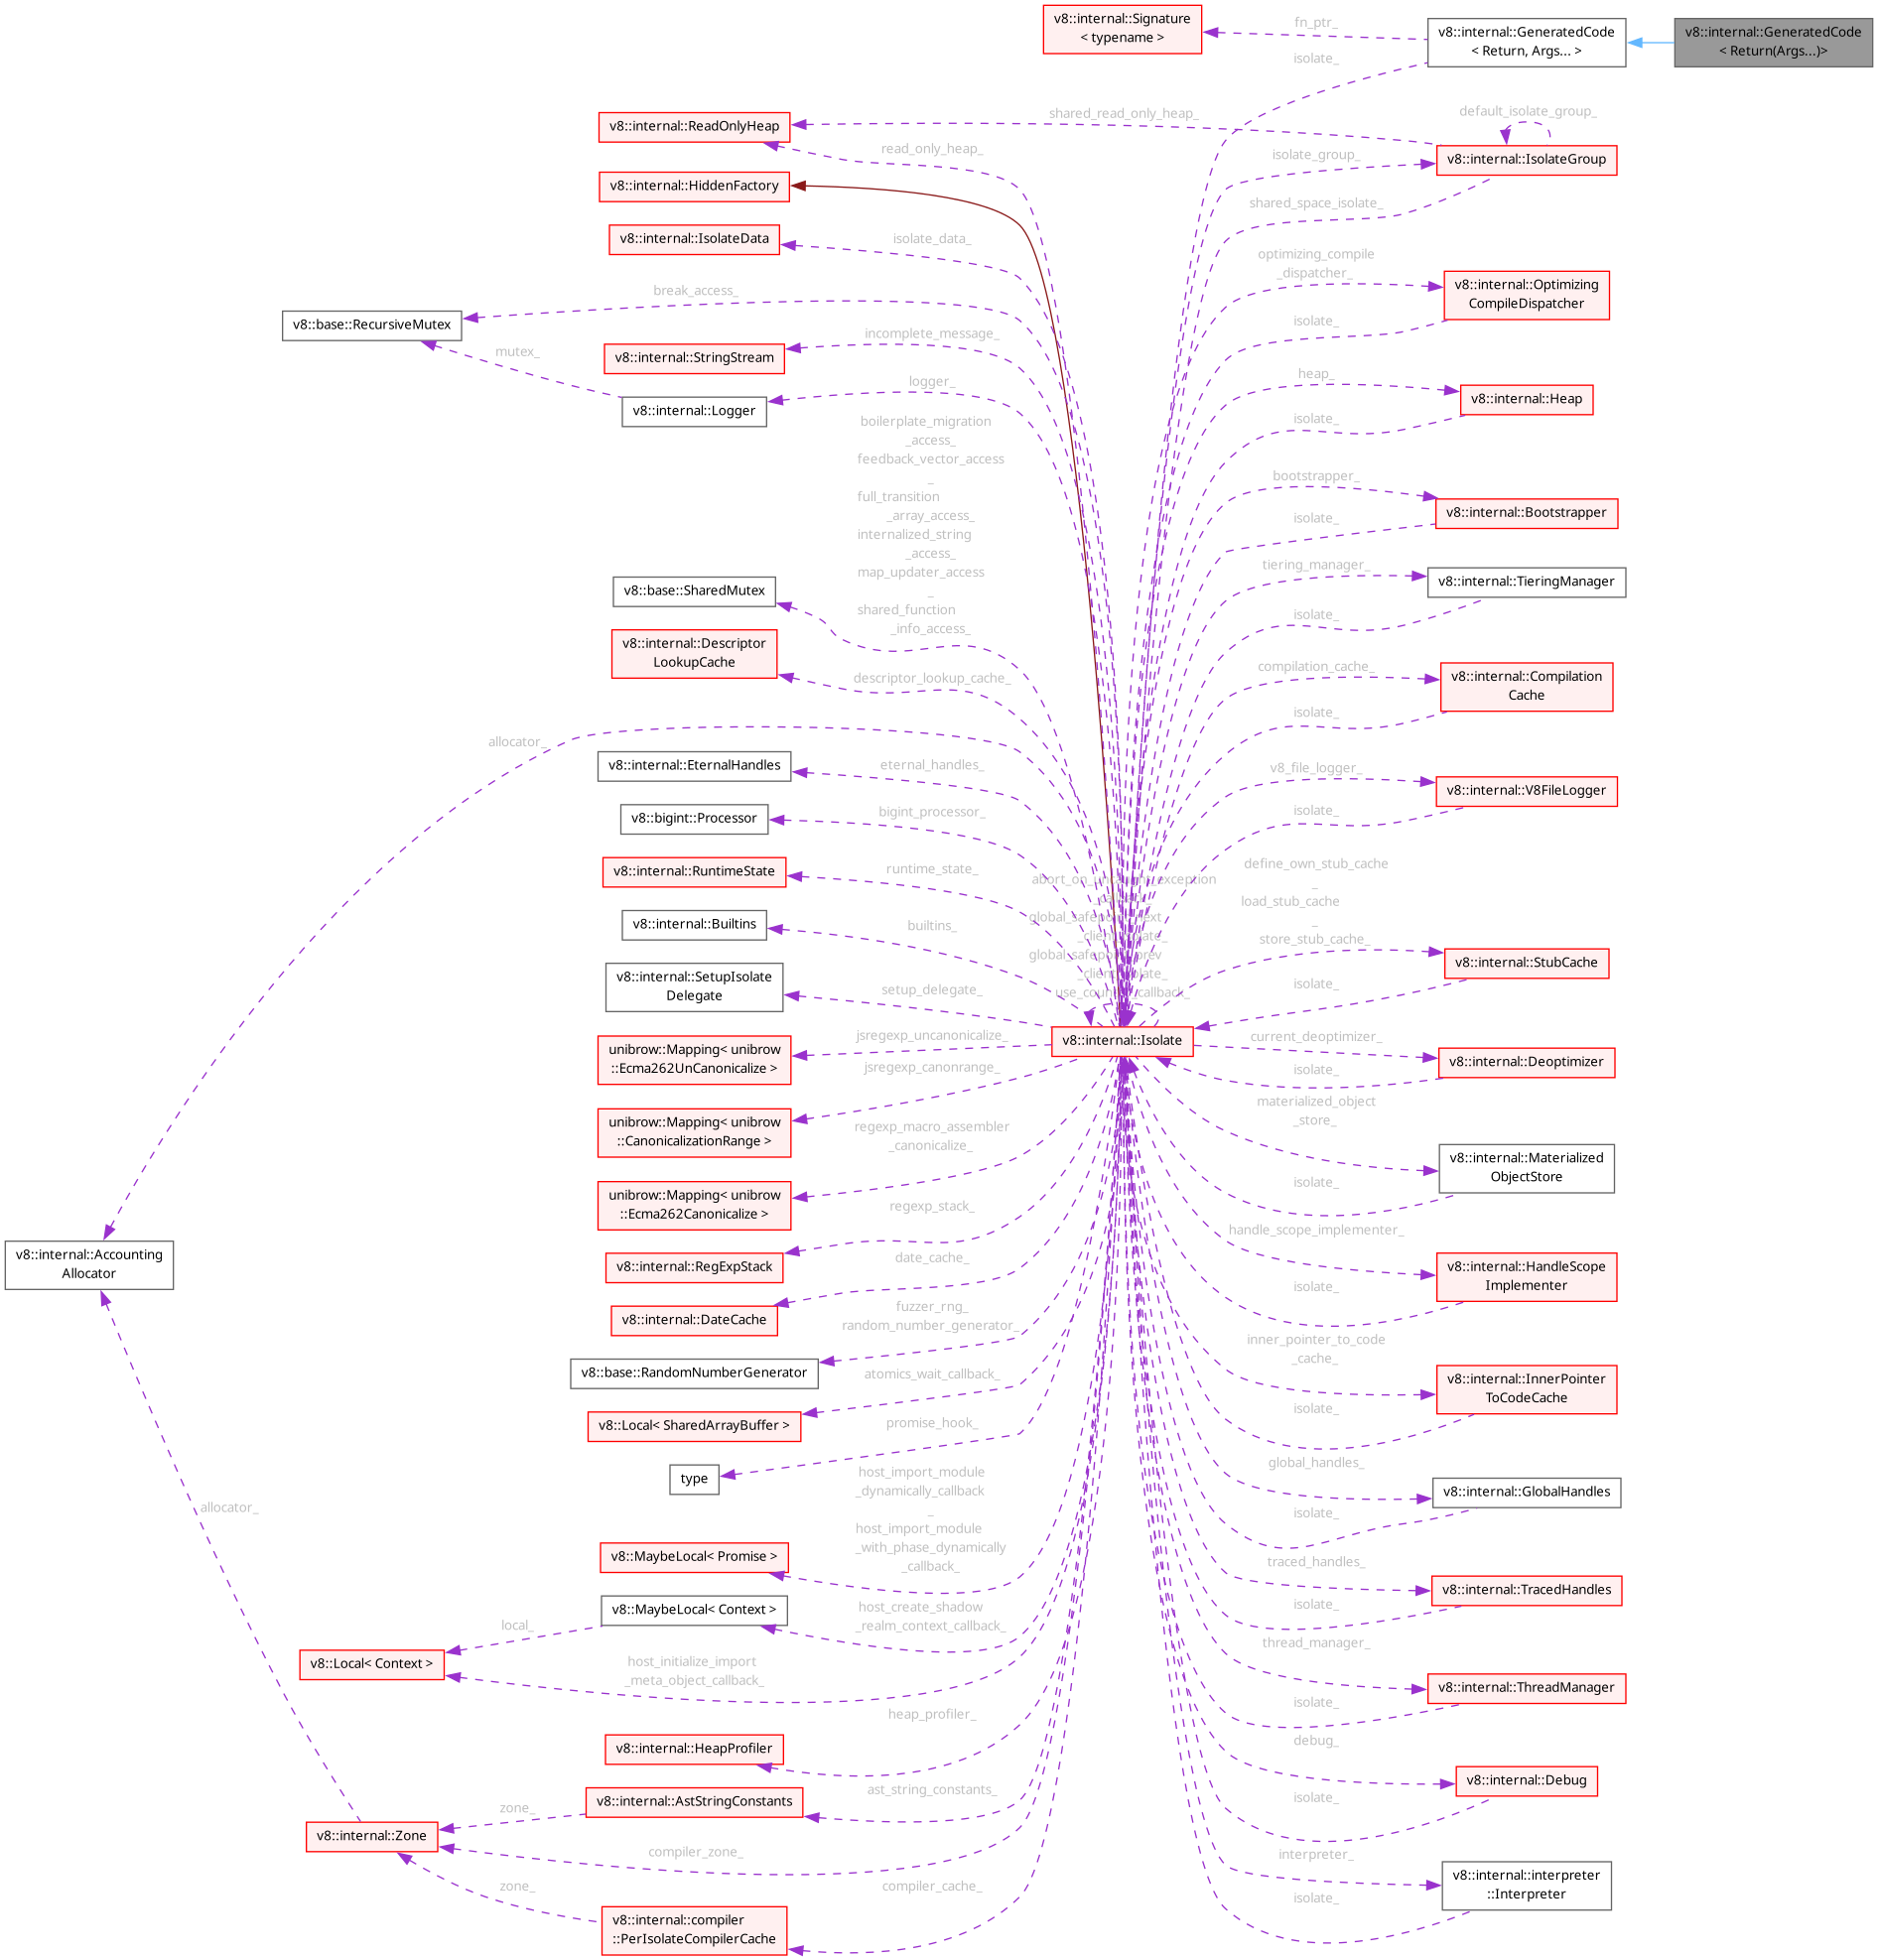 v8::internal::Signature
< typename >
fn_ptr_
v8::internal::GeneratedCode
< Return, Args... >
v8::internal::GeneratedCode
< Return(Args...)>
isolate_
v8::internal::ReadOnlyHeap
shared_read_only_heap_
default_isolate_group_
read_only_heap_
isolate_group_
v8::internal::IsolateGroup
v8::internal::HiddenFactory
shared_space_isolate_
v8::internal::IsolateData
isolate_data_
optimizing_compile
_dispatcher_
v8::internal::Optimizing
CompileDispatcher
break_access_
v8::base::RecursiveMutex
isolate_
mutex_
v8::internal::StringStream
incomplete_message_
heap_
v8::internal::Heap
logger_
v8::internal::Logger
isolate_
boilerplate_migration
_access_
feedback_vector_access
_
full_transition
_array_access_
internalized_string
_access_
map_updater_access
_
shared_function
_info_access_
bootstrapper_
v8::internal::Bootstrapper
isolate_
tiering_manager_
v8::internal::TieringManager
isolate_
v8::base::SharedMutex
v8::internal::Descriptor
LookupCache
descriptor_lookup_cache_
compilation_cache_
v8::internal::Compilation
Cache
isolate_
allocator_
v8::internal::EternalHandles
eternal_handles_
v8_file_logger_
v8::internal::V8FileLogger
isolate_
v8::bigint::Processor
bigint_processor_
v8::internal::RuntimeState
runtime_state_
define_own_stub_cache
_
load_stub_cache
_
store_stub_cache_
v8::internal::StubCache
isolate_
v8::internal::Builtins
builtins_
v8::internal::SetupIsolate
Delegate
setup_delegate_
v8::internal::Isolate
unibrow::Mapping< unibrow
::Ecma262UnCanonicalize >
jsregexp_uncanonicalize_
current_deoptimizer_
v8::internal::Deoptimizer
isolate_
unibrow::Mapping< unibrow
::CanonicalizationRange >
jsregexp_canonrange_
materialized_object
_store_
v8::internal::Materialized
ObjectStore
isolate_
unibrow::Mapping< unibrow
::Ecma262Canonicalize >
regexp_macro_assembler
_canonicalize_
v8::internal::RegExpStack
regexp_stack_
handle_scope_implementer_
v8::internal::HandleScope
Implementer
isolate_
v8::internal::Accounting
Allocator
v8::internal::DateCache
date_cache_
v8::base::RandomNumberGenerator
fuzzer_rng_
random_number_generator_
inner_pointer_to_code
_cache_
v8::internal::InnerPointer
ToCodeCache
isolate_
v8::Local< SharedArrayBuffer >
atomics_wait_callback_
type
promise_hook_
global_handles_
v8::internal::GlobalHandles
isolate_
allocator_
host_import_module
_dynamically_callback
_
host_import_module
_with_phase_dynamically
_callback_
v8::MaybeLocal< Promise >
traced_handles_
v8::internal::TracedHandles
isolate_
v8::MaybeLocal< Context >
host_create_shadow
_realm_context_callback_
local_
v8::Local< Context >
host_initialize_import
_meta_object_callback_
thread_manager_
v8::internal::ThreadManager
isolate_
v8::internal::HeapProfiler
heap_profiler_
debug_
v8::internal::Debug
isolate_
v8::internal::AstStringConstants
ast_string_constants_
zone_
v8::internal::Zone
compiler_zone_
interpreter_
v8::internal::interpreter
::Interpreter
isolate_
zone_
v8::internal::compiler
::PerIsolateCompilerCache
compiler_cache_